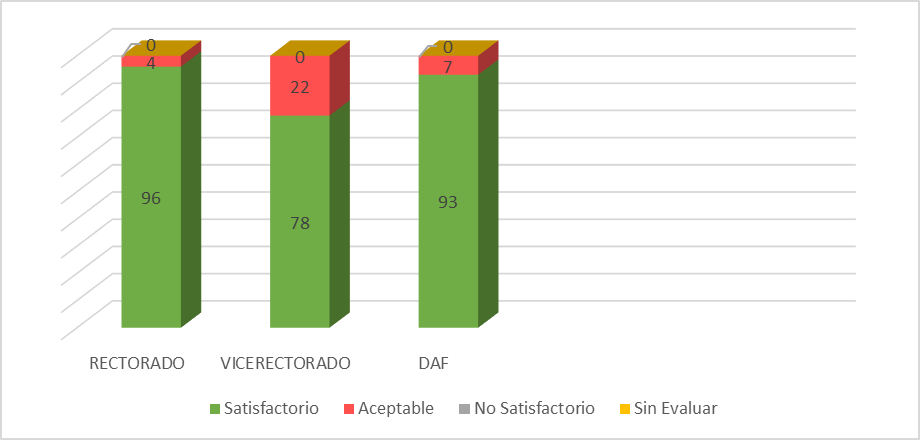 0 0 0
4 22 7
96 78 93
RECTORADO VICERECTORADO DAF
Satisfactorio Aceptable No Satisfactorio Sin Evaluar